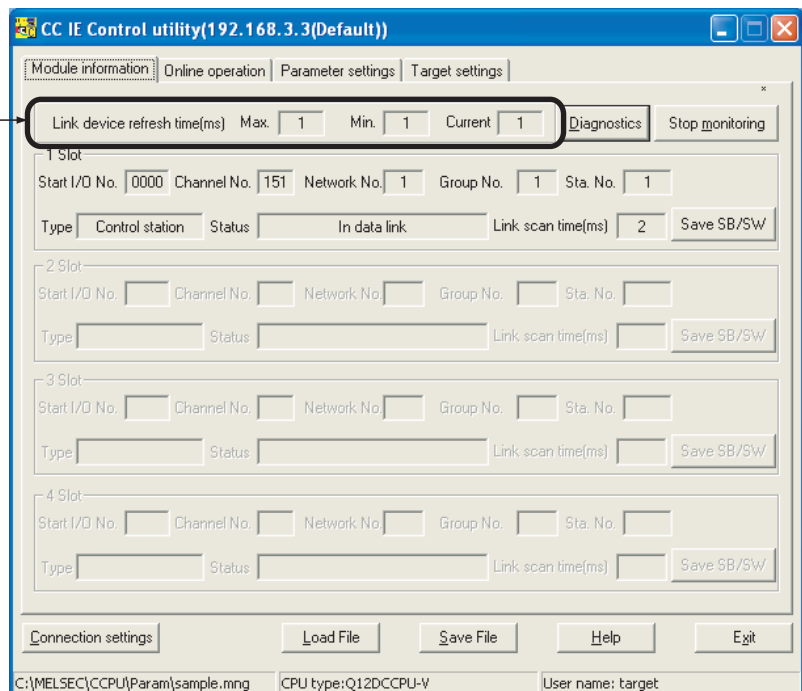 CC IE Control utility(192.168.3.3(Default))
Module information Online operation Parameter settings Target settings
*
Link device refresh time(ms) Max. 1 Min. 1 Current 1 Diagnostics Stop monitoring
1 Slot
Start I/O No. 0000 Channel No. 151 Network No. 1 Group No. 1 Sta. No. 1
Type Control station Status In data link Link scan time(ms) 2 Save SB/SW
2 Slot
Start I/O No. Channel No. Network No. Group No. Sta. No.
Type Status Link scan time(ms) Save SB/SW
3 Slot
Start I/O No. Channel No. Network No. Group No. Sta. No.
Type Status Link scan time(ms) Save SB/SW
4 Slot
Start I/O No. Channel No. Network No. Group No. Sta. No.
Type Status Link scan time(ms) Save SB/SW
Connection settings Load File Save File Help Exit
C:\MELSEC\CCPU\Param\sample.mng CPU type:Q12DCCPU-V User name: target